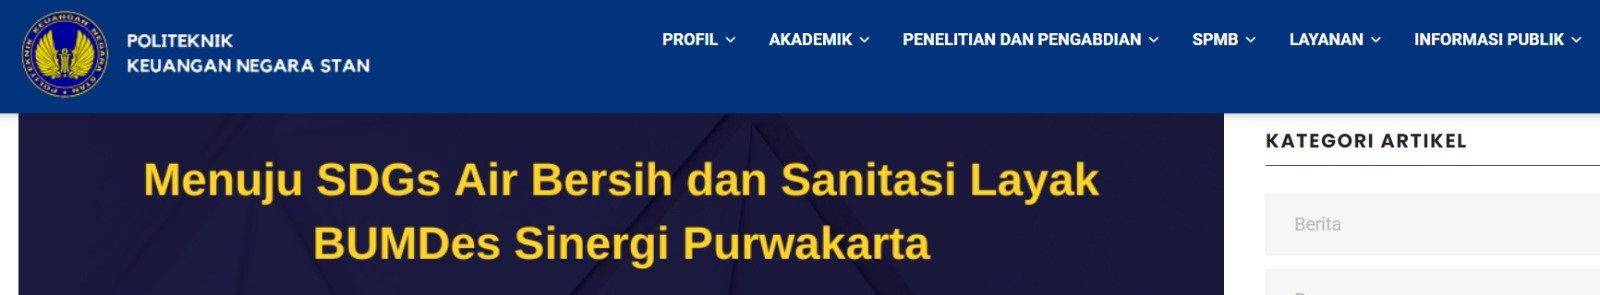 POLITEKNIK
KEUANGAN NEGARA STAN
PROFIL AKADEMIK PENELITIAN DAN PENGABDIAN SPMB LAYANAN INFORMASI PUBLIK
Menuju SDGs Air Bersih dan Sanitasi Layak
BUMDes Sinergi Purwakarta
KATEGORI ARTIKEL
Berita